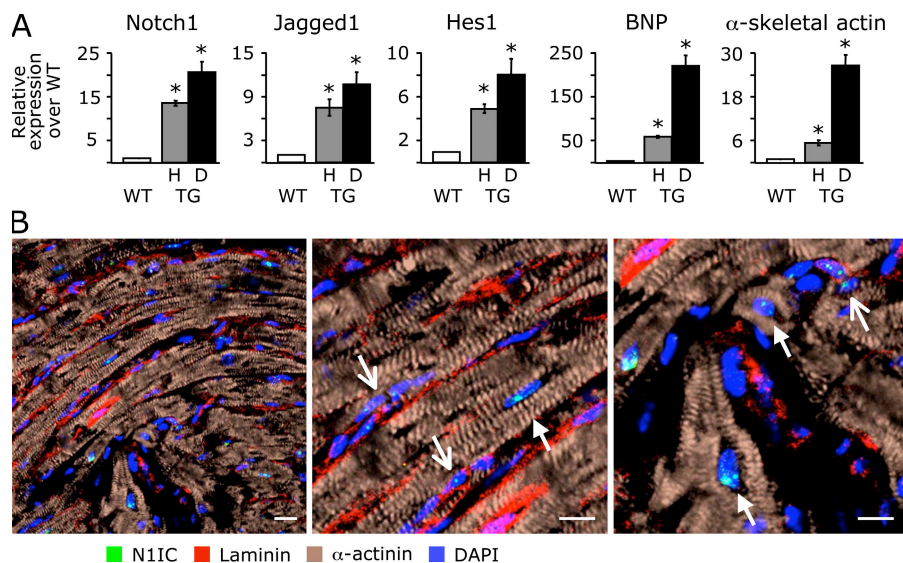 A
Notch1 Jagged1 Hes1 BNP α-skeletal actin
Relative expression over WT
25 15 10 250 30
15 9 6 150 18
5 3 1 50 6
* * * * * * * * * *
H D H D H D H D H D
WT TG WT TG WT TG WT TG WT TG
B
N1IC Laminin α-actinin DAPI